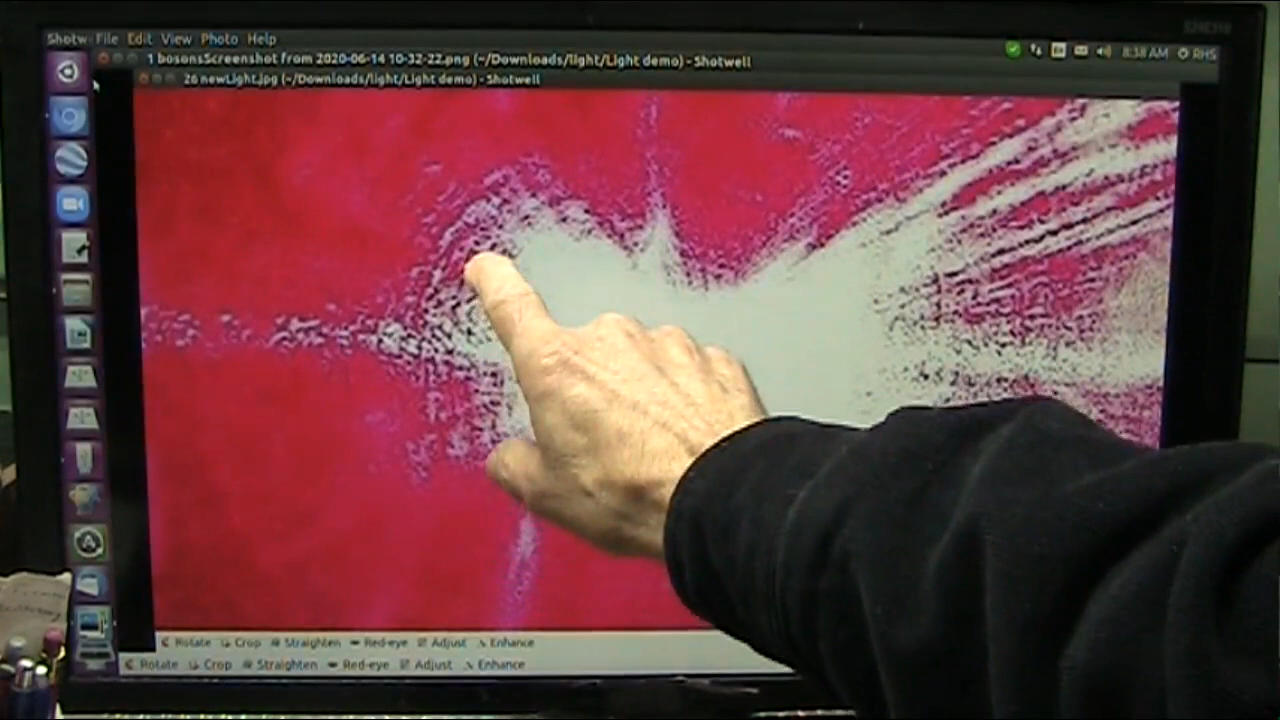 Shotw File Edit View Photo Help
8:38 AM RHS
1 bosonsScreenshot from 2020-06-14 10-32-22.png (~/Downloads/light/Light demo) - Shotwell
26 newLight.jpg (~/Downloads/light/Light demo) - Shotwell
Rotate Crop Straighten Red-eye Adjust Enhance
Rotate Crop Straighten Red-eye Adjust Enhance